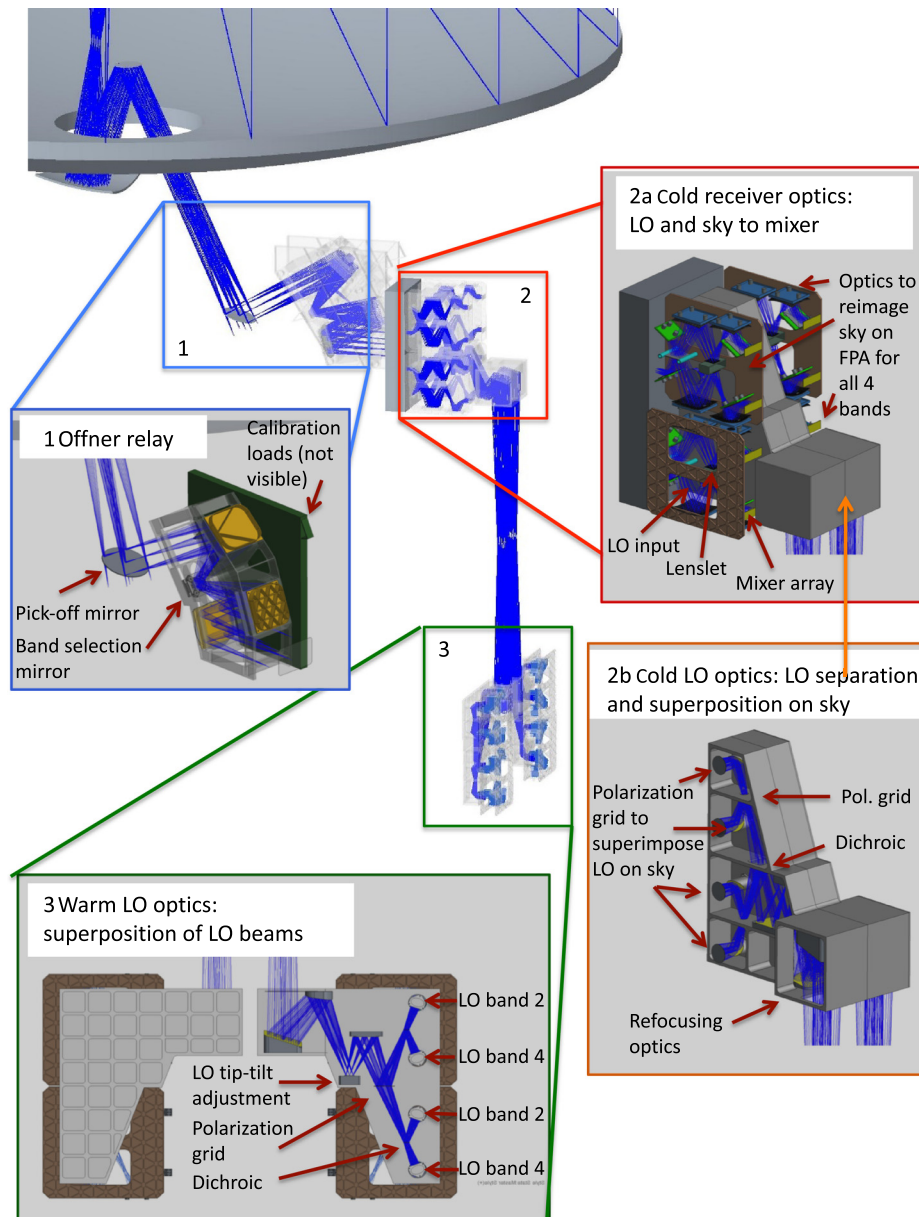 1
2
3
2a Cold receiver optics:
LO and sky to mixer
Optics to
reimage
sky on
FPA for
all 4
bands
LO input
Lenslet
Mixer array
1 Offner relay
Calibration
loads (not
visible)
Pick-off mirror
Band selection
mirror
2b Cold LO optics: LO separation
and superposition on sky
Polarization
grid to
superimpose
LO on sky
Pol. grid
Dichroic
Refocusing
optics
3 Warm LO optics:
superposition of LO beams
LO band 2
LO band 4
LO band 2
LO band 4
LO tip-tilt
adjustment
Polarization
grid
Dichroic